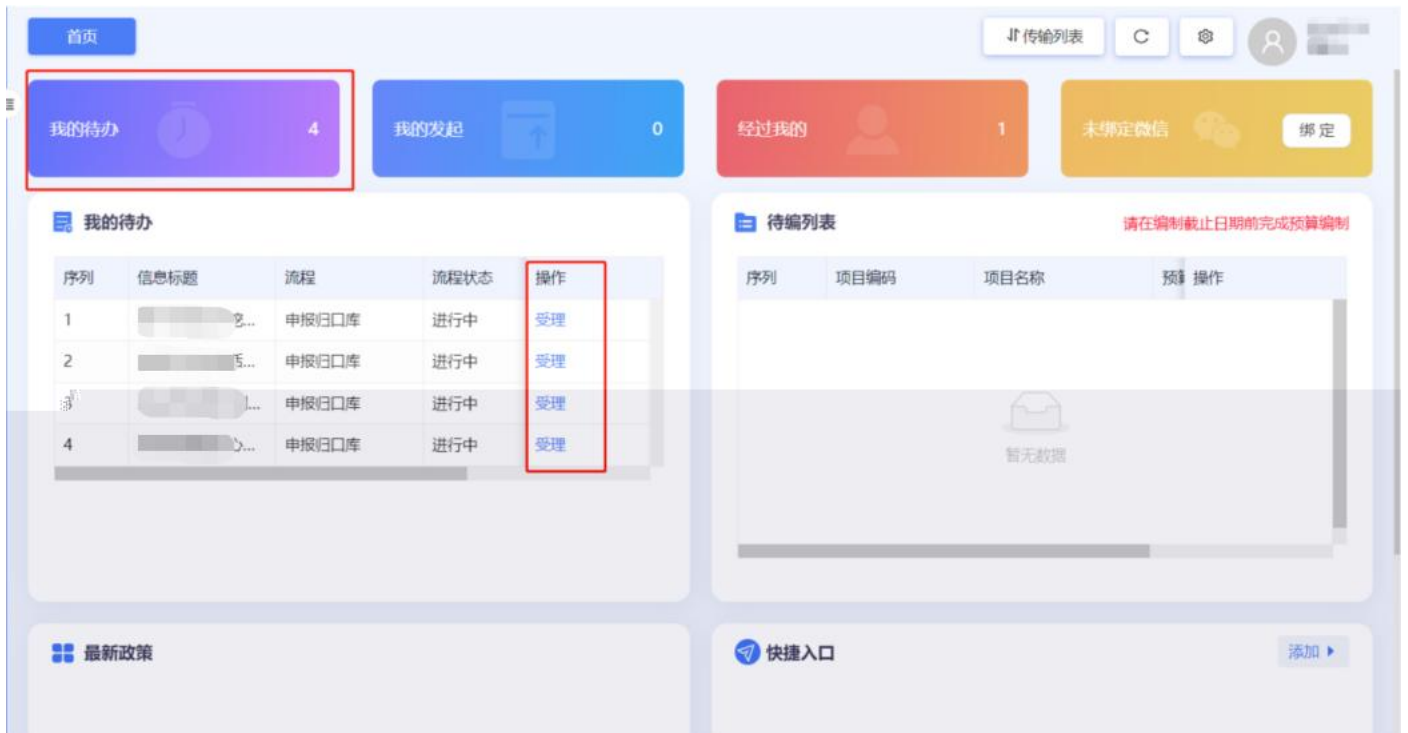 首页
传输列表
我的待办 4
我的发起 0
经过我的 1
未绑定微信 绑定
我的待办
序列 信息标题 流程 流程状态 操作
1 ... 申报归口库 进行中 受理
2 ... 申报归口库 进行中 受理
3 ... 申报归口库 进行中 受理
4 心... 申报归口库 进行中 受理
待编列表 请在编制截止日期前完成预算编制
序列 项目编码 项目名称 操作
暂无数据
最新政策
快捷入口 添加